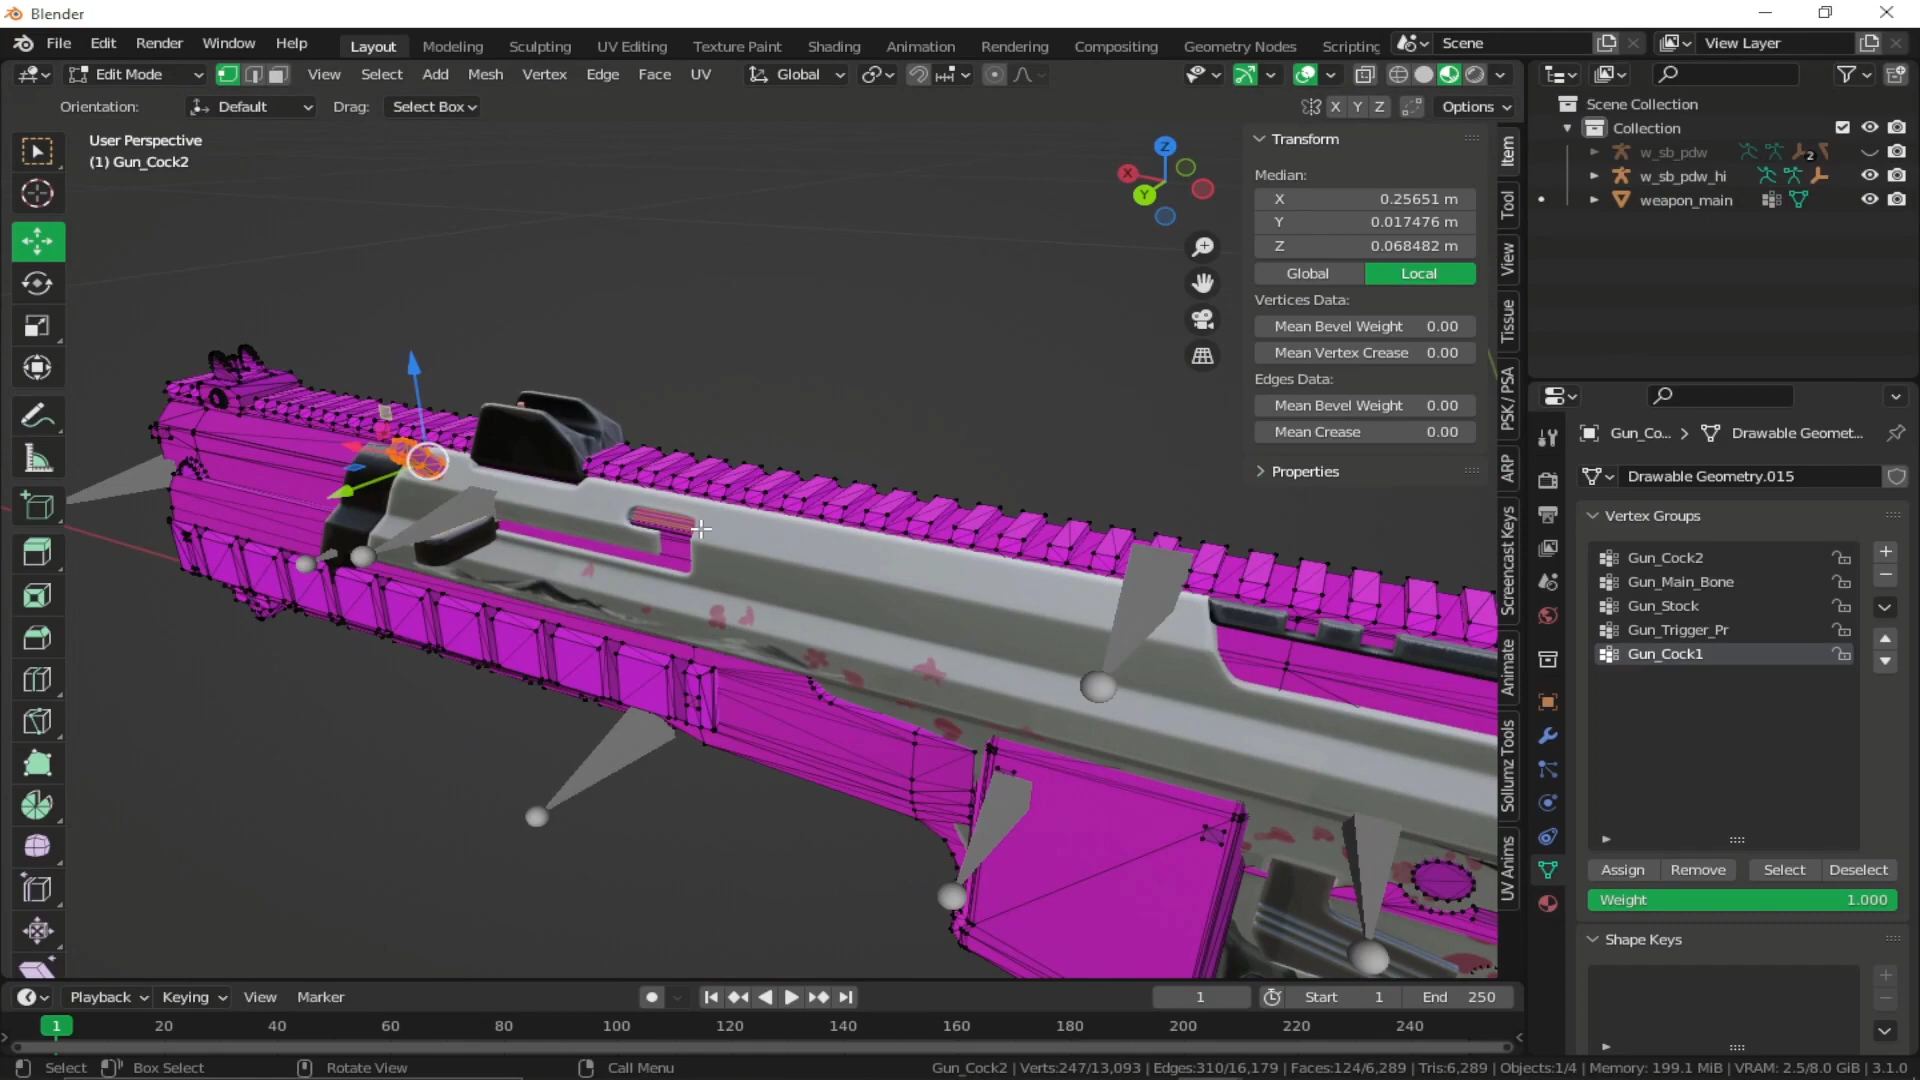 Blender
File Edit Render Window Help
Layout Modeling Sculpting UV Editing Texture Paint Shading Animation Rendering Compositing Geometry Nodes Scripting
Scene
View Layer
Edit Mode View Select Add Mesh Vertex Edge Face UV Global
Orientation: Default Drag: Select Box
X Y Z Options
User Perspective
(1) Gun_Cock2
Z
X
Y
Transform
Median:
X 0.25651 m
Y 0.017476 m
Z 0.068482 m
Global Local
Vertices Data:
Mean Bevel Weight 0.00
Mean Vertex Crease 0.00
Edges Data:
Mean Bevel Weight 0.00
Mean Crease 0.00
Properties
Item
Tool
View
Tissue
PSK / PSA
ARP
Screencast Keys
Animate
Sollumz Tools
UV Anims
Scene Collection
Collection
w_sb_pdw 2
w_sb_pdw_hi
weapon_main
Gun_Co... Drawable Geomet...
Drawable Geometry.015
Vertex Groups
Gun_Cock2
Gun_Main_Bone
Gun_Stock
Gun_Trigger_Pr
Gun_Cock1
Assign Remove Select Deselect
Weight 1.000
Shape Keys
Playback Keying View Marker
1 Start 1 End 250
1 20 40 60 80 100 120 140 160 180 200 220 240
Select Box Select Rotate View Call Menu
Gun_Cock2 | Verts:247/13,093 | Edges:310/16,179 | Faces:124/6,289 | Tris:6,289 | Objects:1/4 | Memory: 199.1 MiB | VRAM: 2.5/8.0 GiB | 3.1.0